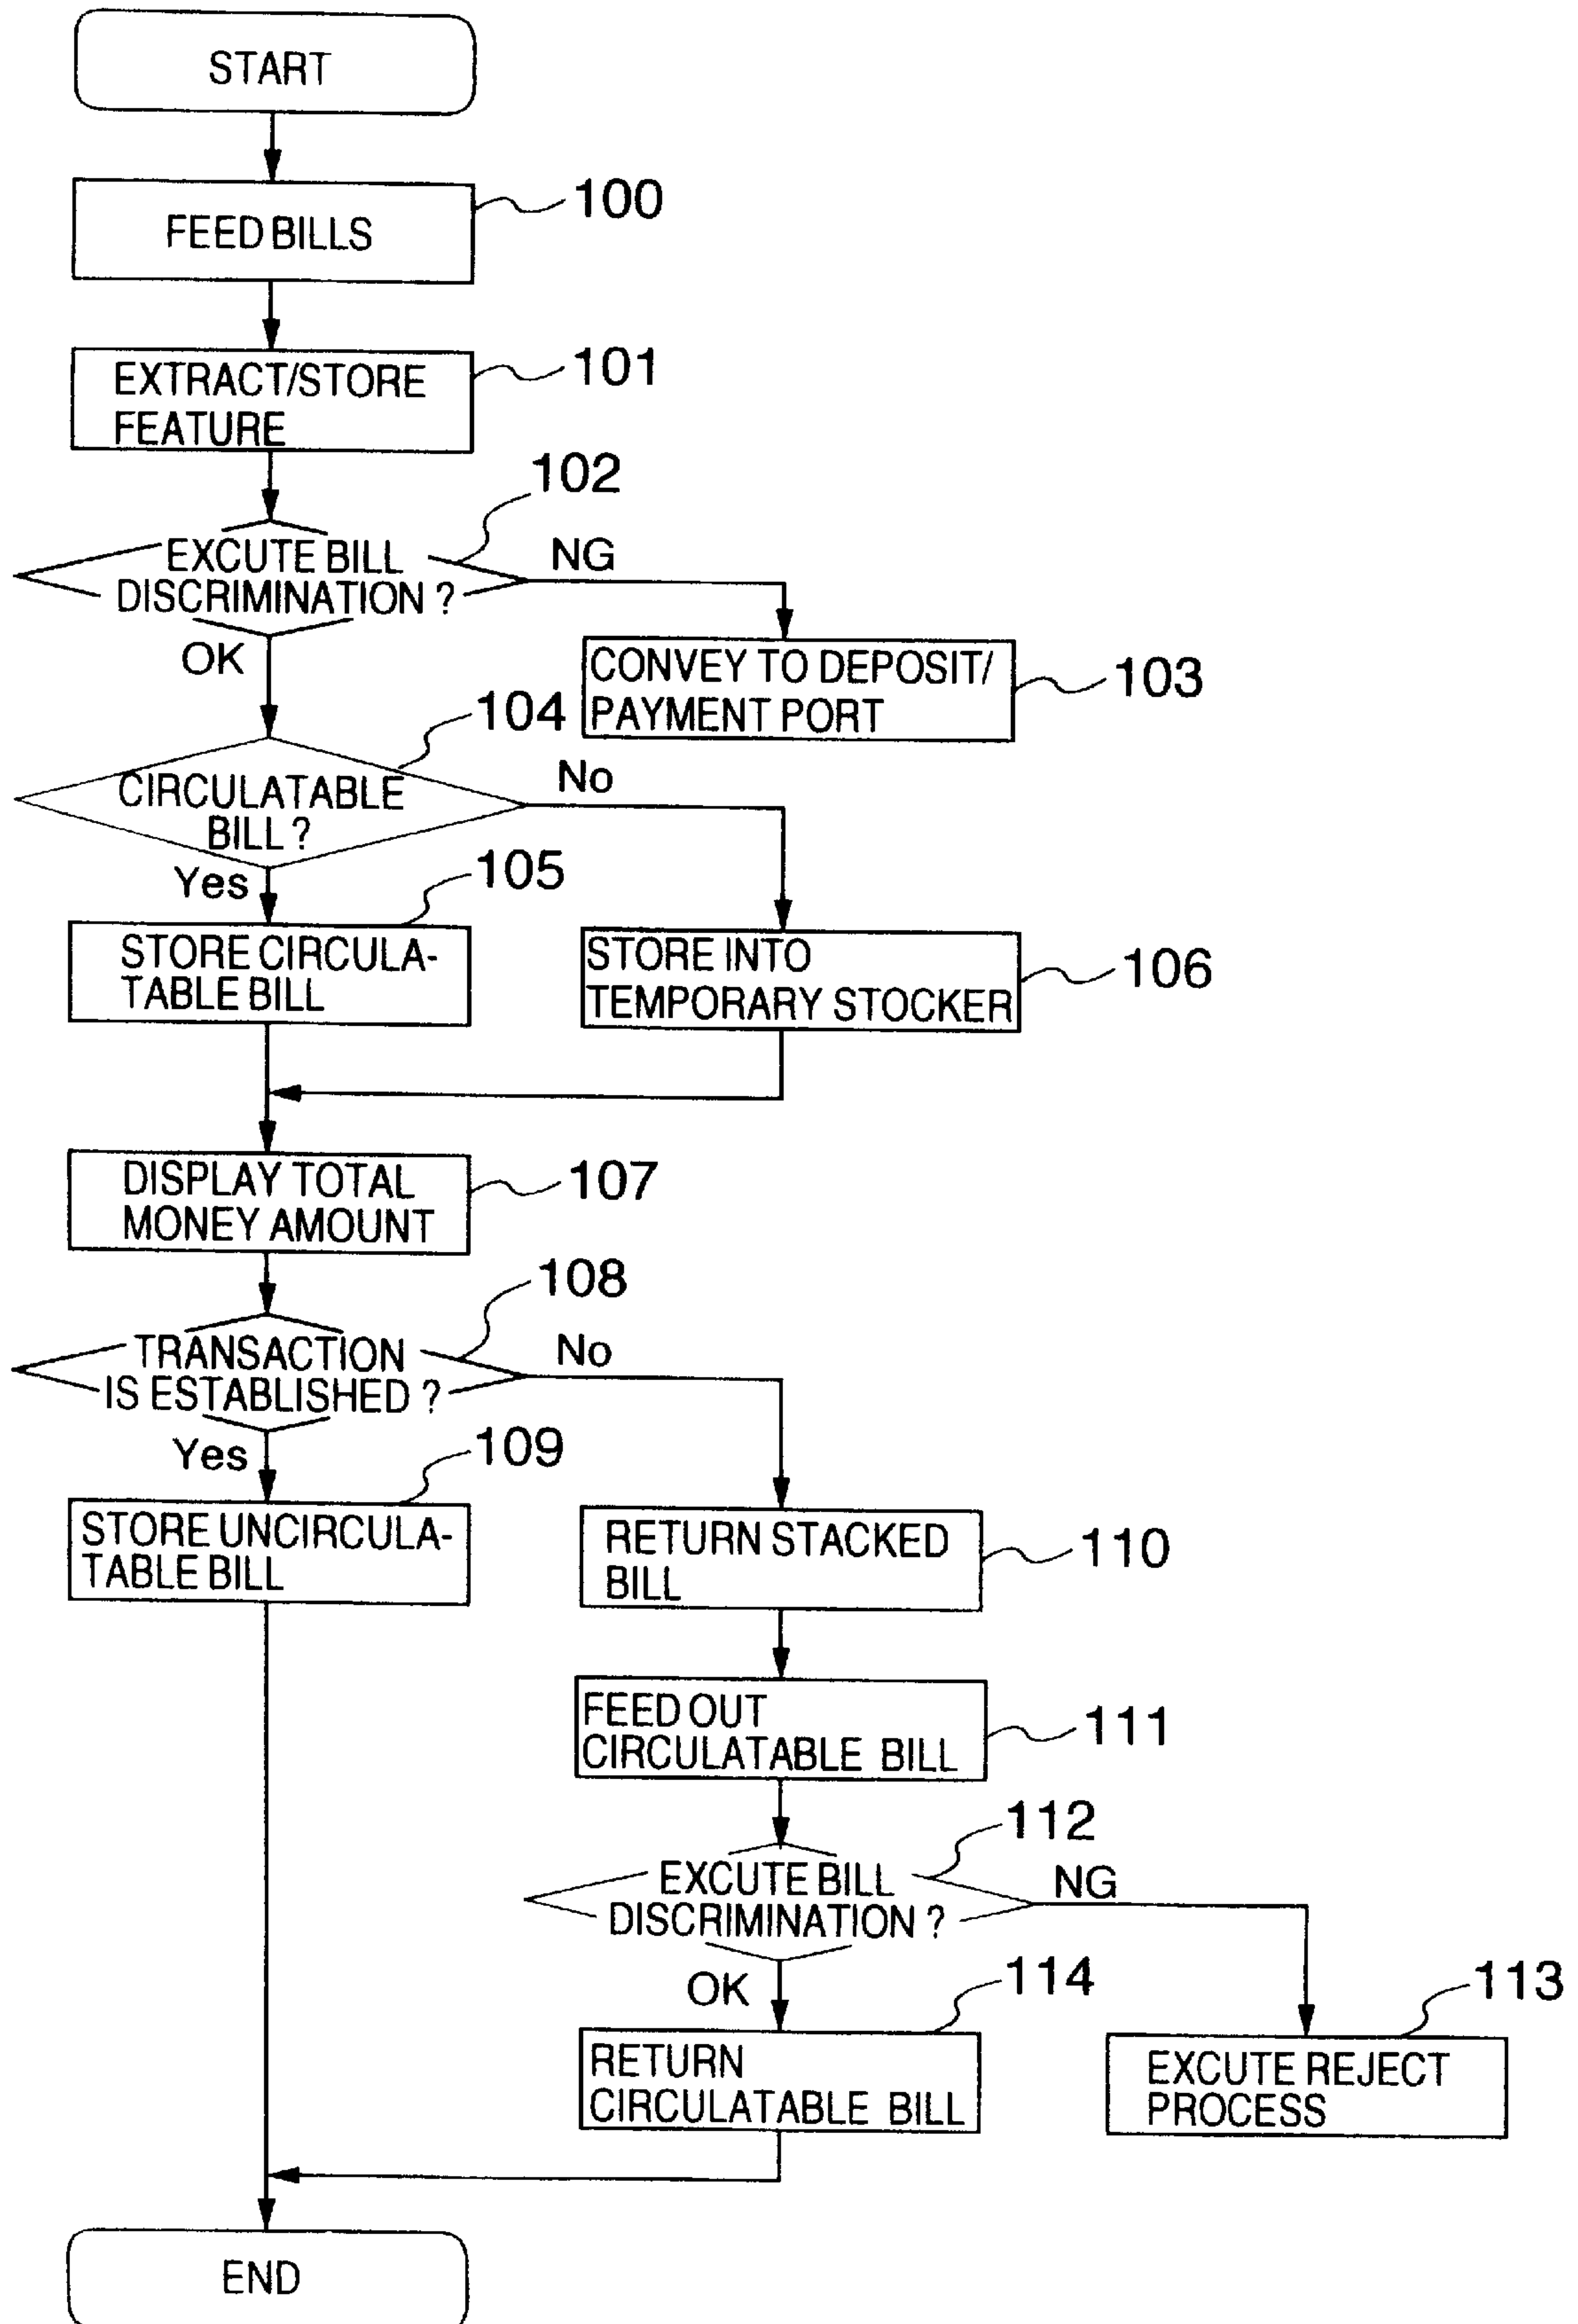 START
FEED BILLS
100
EXTRACT/STORE
FEATURE
101
102
EXCUTE BILL
DISCRIMINATION ?
NG
OK
CONVEY TO DEPOSIT/
PAYMENT PORT
103
104
CIRCULATABLE
BILL ?
No
Yes
105
STORE CIRCULA-
TABLE BILL
STORE INTO
TEMPORARY STOCKER
106
DISPLAY TOTAL
MONEY AMOUNT
107
108
TRANSACTION
IS ESTABLISHED ?
No
Yes
109
STORE UNCIRCULA-
TABLE BILL
RETURN STACKED
BILL
110
FEED OUT
CIRCULATABLE BILL
111
112
EXCUTE BILL
DISCRIMINATION ?
NG
OK
114
RETURN
CIRCULATABLE BILL
113
EXCUTE REJECT
PROCESS
END